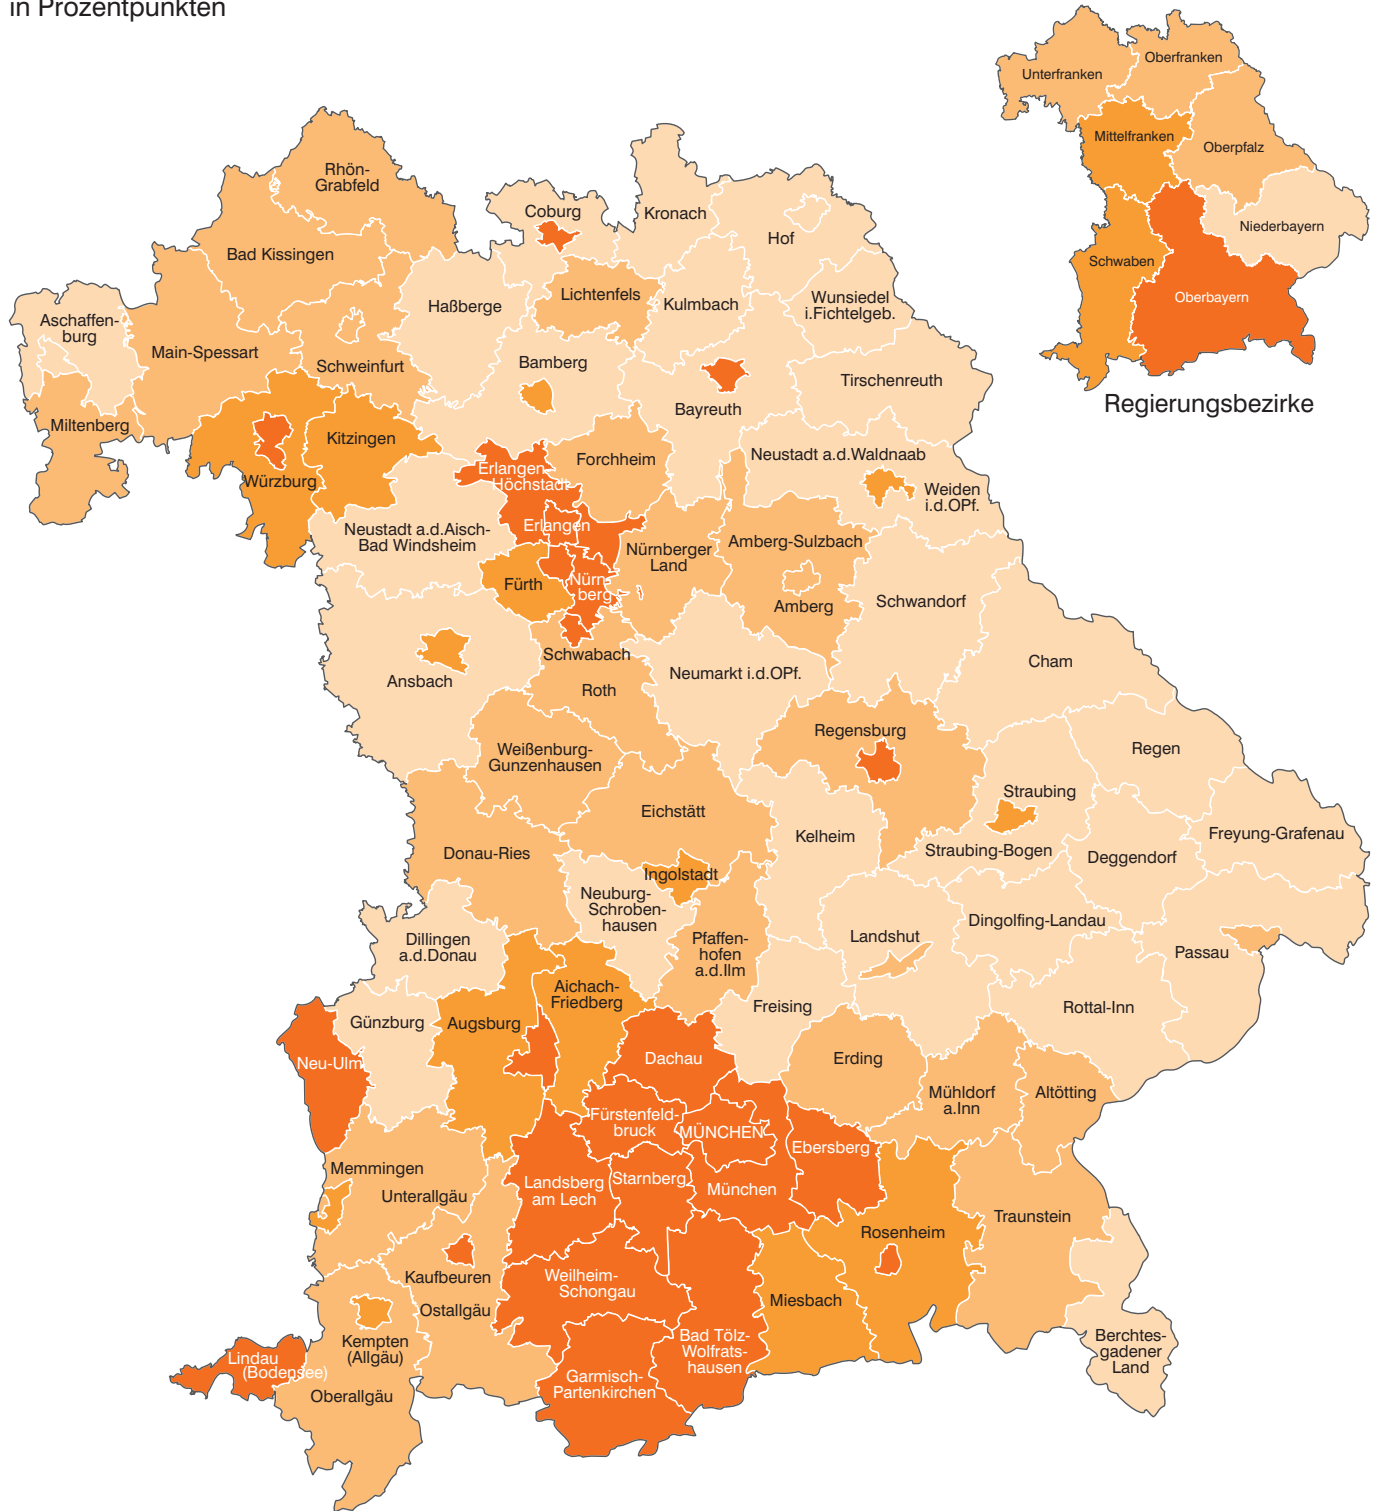 in Prozentpunkten
Unterfranken
Oberfranken
Mittelfranken
Oberpfalz
Niederbayern
Schwaben
Oberbayern
Regierungsbezirke
Rhön-
Grabfeld
Coburg
Kronach
Hof
Bad Kissingen
Haßberge
Lichtenfels
Kulmbach
Wunsiedel
i.Fichtelgeb.
Aschaffen-
burg
Main-Spessart
Schweinfurt
Bamberg
Tirschenreuth
Bayreuth
Miltenberg
Kitzingen
Würzburg
Forchheim
Neustadt a.d.Waldnaab
Weiden
i.d.OPf.
Erlangen-
Höchstadt
Erlangen
Neustadt a.d.Aisch-
Bad Windsheim
Nürnberger
Land
Amberg-Sulzbach
Fürth
Nürn-
berg
Amberg
Schwandorf
Schwabach
Ansbach
Roth
Neumarkt i.d.OPf.
Cham
Regensburg
Weißenburg-
Gunzenhausen
Regen
Straubing
Eichstätt
Kelheim
Freyung-Grafenau
Donau-Ries
Straubing-Bogen
Deggendorf
Ingolstadt
Neuburg-
Schroben-
hausen
Dingolfing-Landau
Dillingen
a.d.Donau
Pfaffen-
hofen
a.d.Ilm
Landshut
Passau
Aichach-
Friedberg
Freising
Rottal-Inn
Günzburg
Augsburg
Neu-Ulm
Dachau
Erding
Mühldorf
a.Inn
Altötting
Fürstenfeld-
bruck
MÜNCHEN
Ebersberg
Memmingen
Unterallgäu
Landsberg
am Lech
Starnberg
München
Traunstein
Rosenheim
Kaufbeuren
Weilheim-
Schongau
Ostallgäu
Miesbach
Kempten
(Allgäu)
Bad Tölz-
Wolfrats-
hausen
Berchtes-
gadener
Land
Lindau
(Bodensee)
Garmisch-
Partenkirchen
Oberallgäu